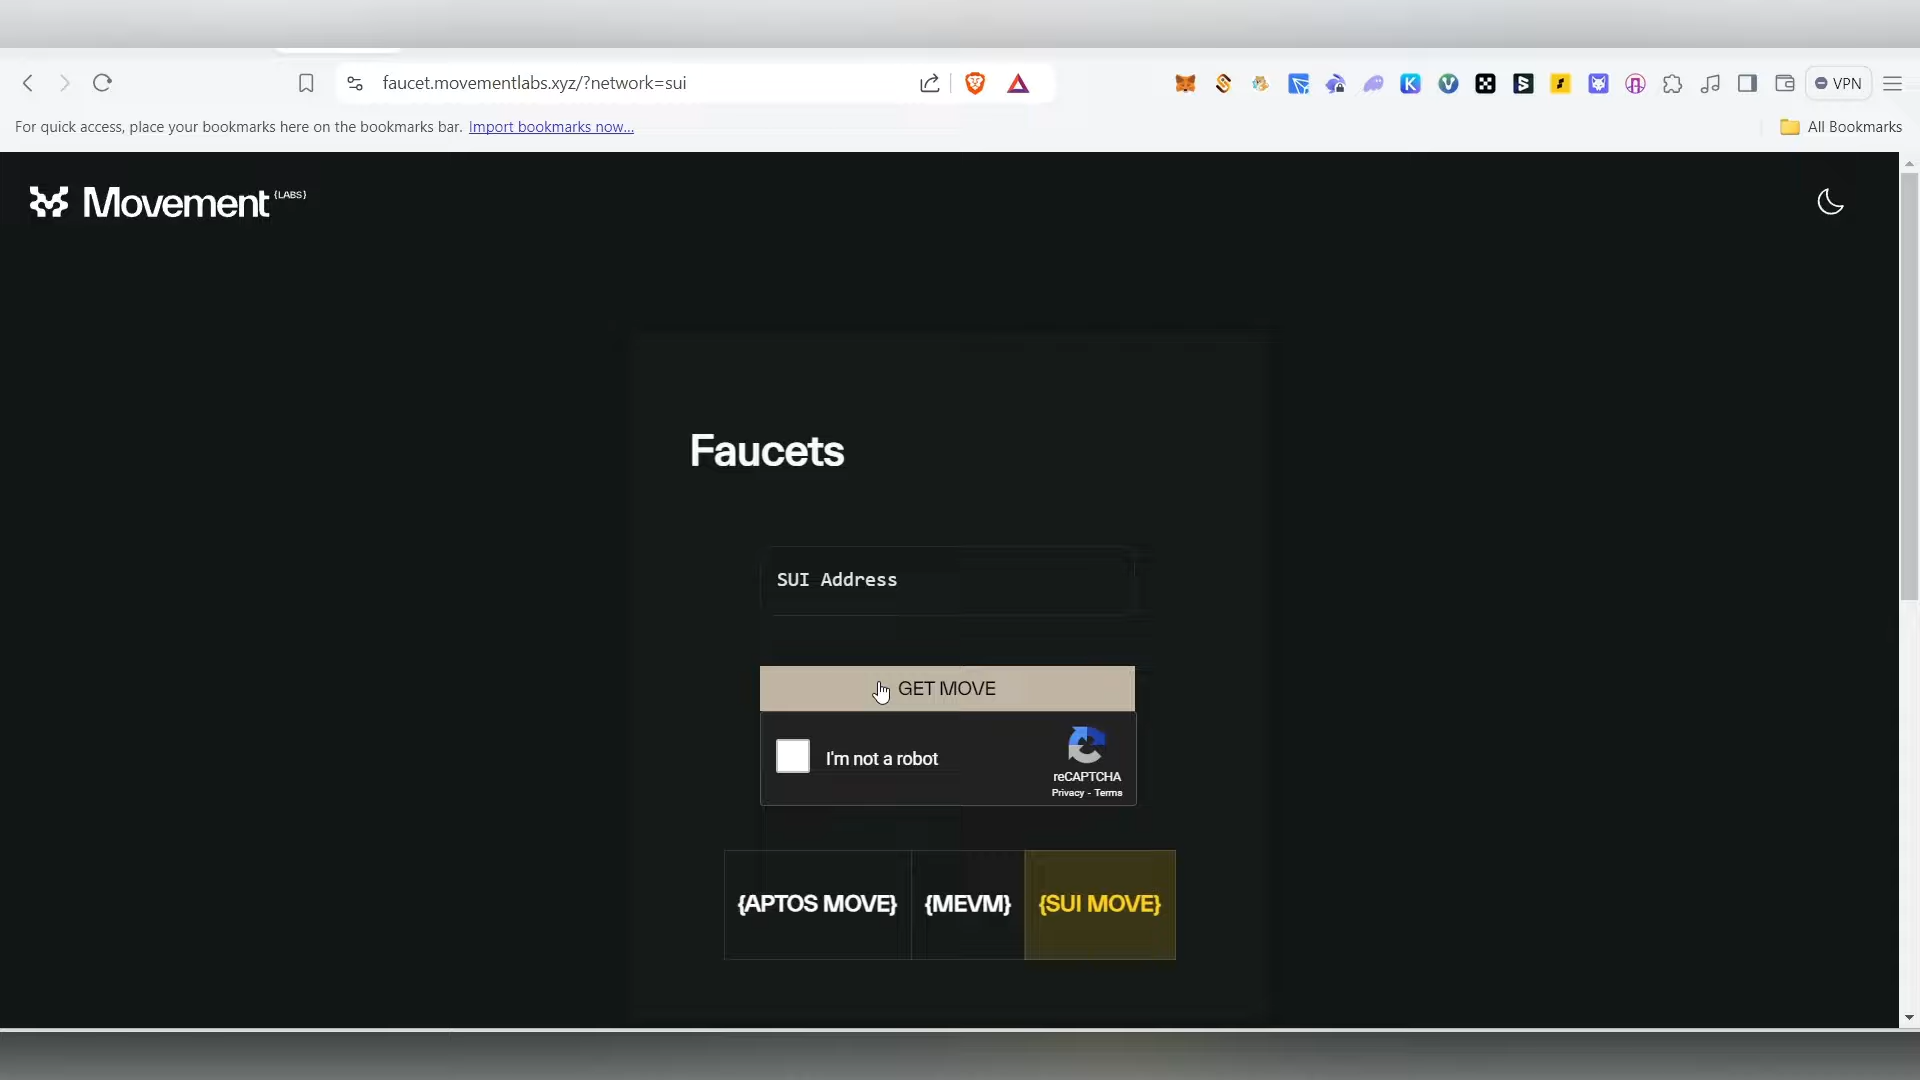 faucet.movementlabs.xyz/?network=sui
VPN
For quick access, place your bookmarks here on the bookmarks bar. Import bookmarks now...
All Bookmarks
Movement {LABS}
Faucets
SUI Address
GET MOVE
I'm not a robot
reCAPTCHA
Privacy - Terms
{APTOS MOVE} {MEVM} {SUI MOVE}